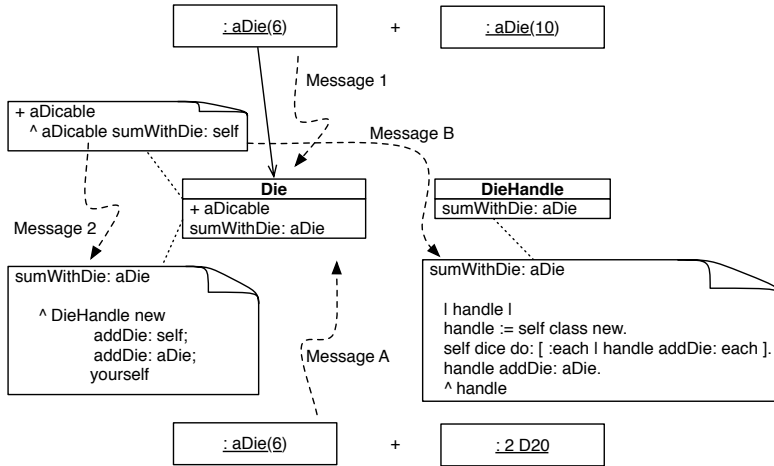 : aDie(6)
+
: aDie(10)
Message 1
+ aDicable
^ aDicable sumWithDie: self
Message B
Die
+ aDicable
sumWithDie: aDie
DieHandle
sumWithDie: aDie
Message 2
sumWithDie: aDie
^ DieHandle new
addDie: self;
addDie: aDie;
yourself
Message A
sumWithDie: aDie
| handle |
handle := self class new.
self dice do: [ :each | handle addDie: each ].
handle addDie: aDie.
^ handle
: aDie(6)
+
: 2 D20